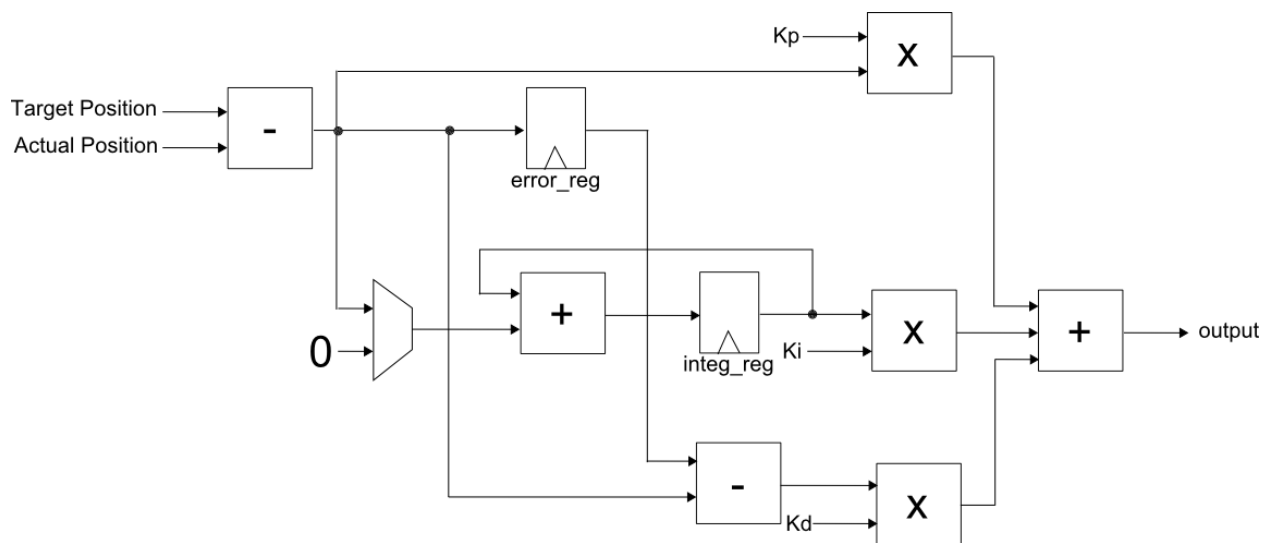 Kp
X
Target Position
-
Actual Position
error_reg
+
X
+
output
0
Ki
integ_reg
-
X
Kd